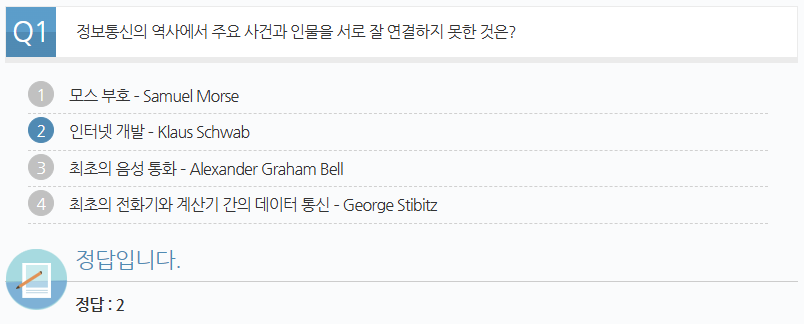 Q1 정보통신의 역사에서 주요 사건과 인물을 서로 잘 연결하지 못한 것은?
1 모스 부호 - Samuel Morse
2 인터넷 개발 - Klaus Schwab
3 최초의 음성 통화 - Alexander Graham Bell
4 최초의 전화기와 계산기 간의 데이터 통신 - George Stibitz
정답입니다.
정답 : 2